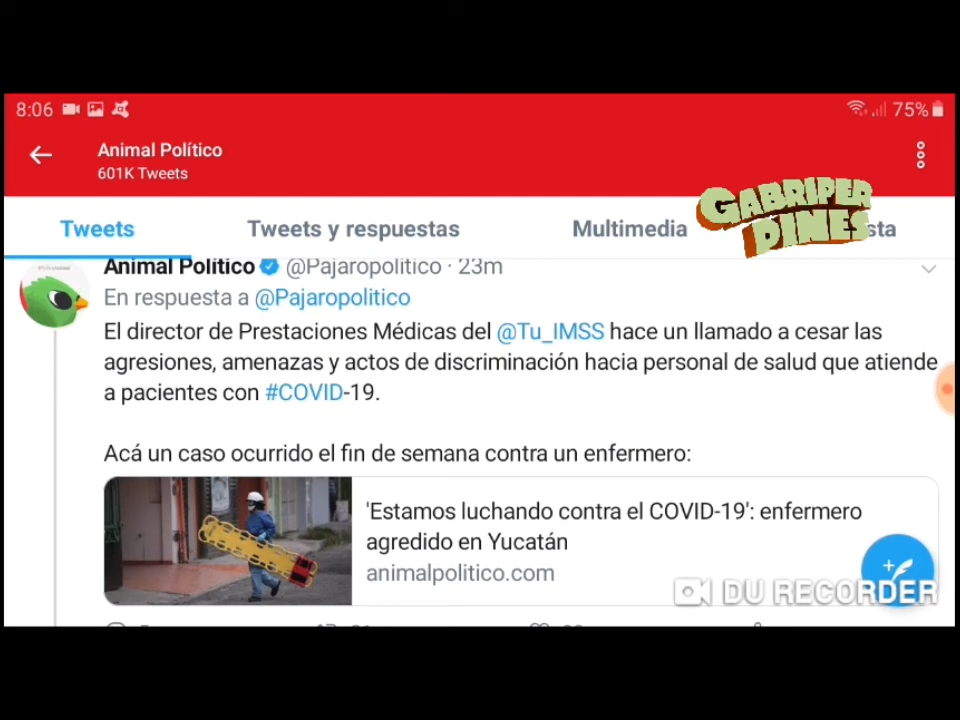 8:06
75%
Animal Político
601K Tweets
GABRIPER
DINES
Tweets
Tweets y respuestas
Multimedia
sta
Animal Político @Pajaropolitico · 23m
En respuesta a @Pajaropolitico
El director de Prestaciones Médicas del @Tu_IMSS hace un llamado a cesar las
agresiones, amenazas y actos de discriminación hacia personal de salud que atiende
a pacientes con #COVID-19.
Acá un caso ocurrido el fin de semana contra un enfermero:
'Estamos luchando contra el COVID-19': enfermero
agredido en Yucatán
animalpolitico.com
DU RECORDER